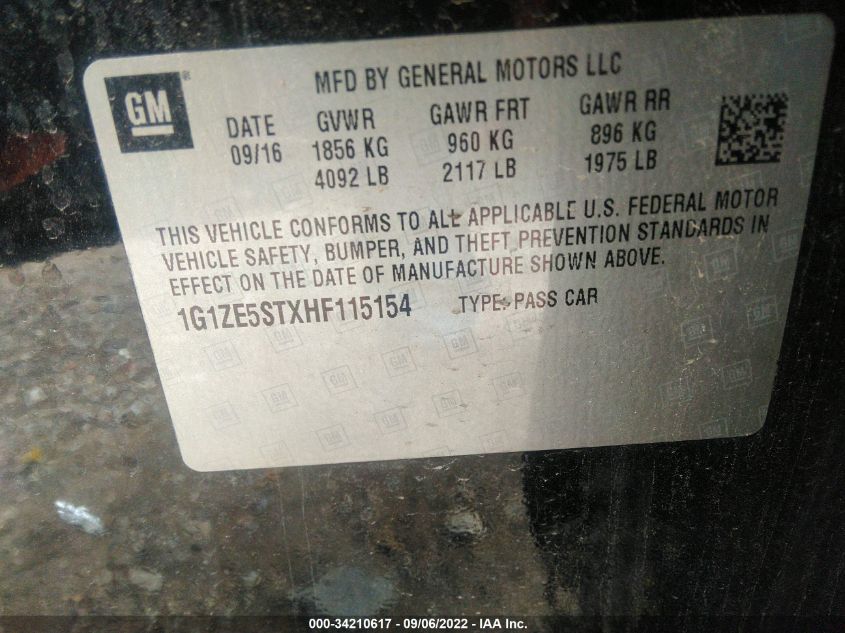 GM
®
MFD BY GENERAL MOTORS LLC
DATE GVWR GAWR FRT GAWR RR
09/16 1856 KG 960 KG 896 KG
4092 LB 2117 LB 1975 LB
THIS VEHICLE CONFORMS TO ALL APPLICABLE U.S. FEDERAL MOTOR
VEHICLE SAFETY, BUMPER, AND THEFT PREVENTION STANDARDS IN
EFFECT ON THE DATE OF MANUFACTURE SHOWN ABOVE.
1G1ZE5STXHF115154 TYPE: PASS CAR
000-34210617 - 09/06/2022 - IAA Inc.